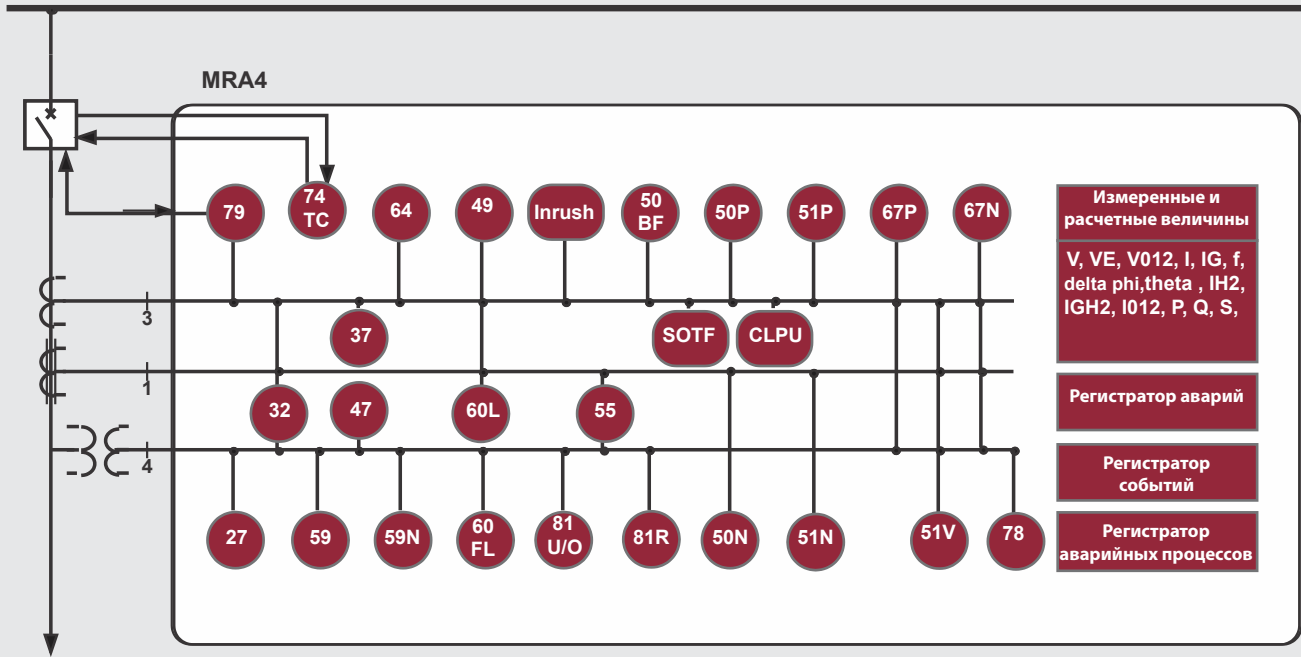 MRA4
79
74
TC
64
49
Inrush
50
BF
50P
51P
67P
67N
Измеренные и
расчетные величины
V, VE, V012, I, IG, f,
delta phi,theta , IH2,
IGH2, I012, P, Q, S,
3
37
SOTF
CLPU
1
32
47
60L
55
Регистратор аварий
4
Регистратор
событий
27
59
59N
60
FL
81
U/O
81R
50N
51N
51V
78
Регистратор
аварийных процессов